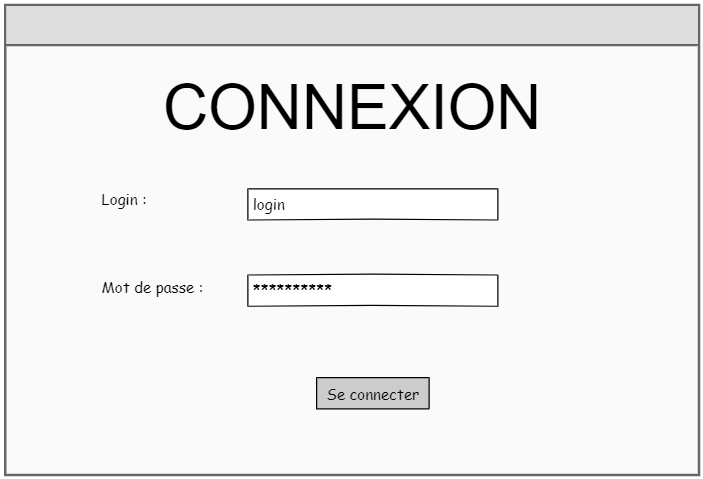 CONNEXION
Login :
login
Mot de passe :
**********
Se connecter